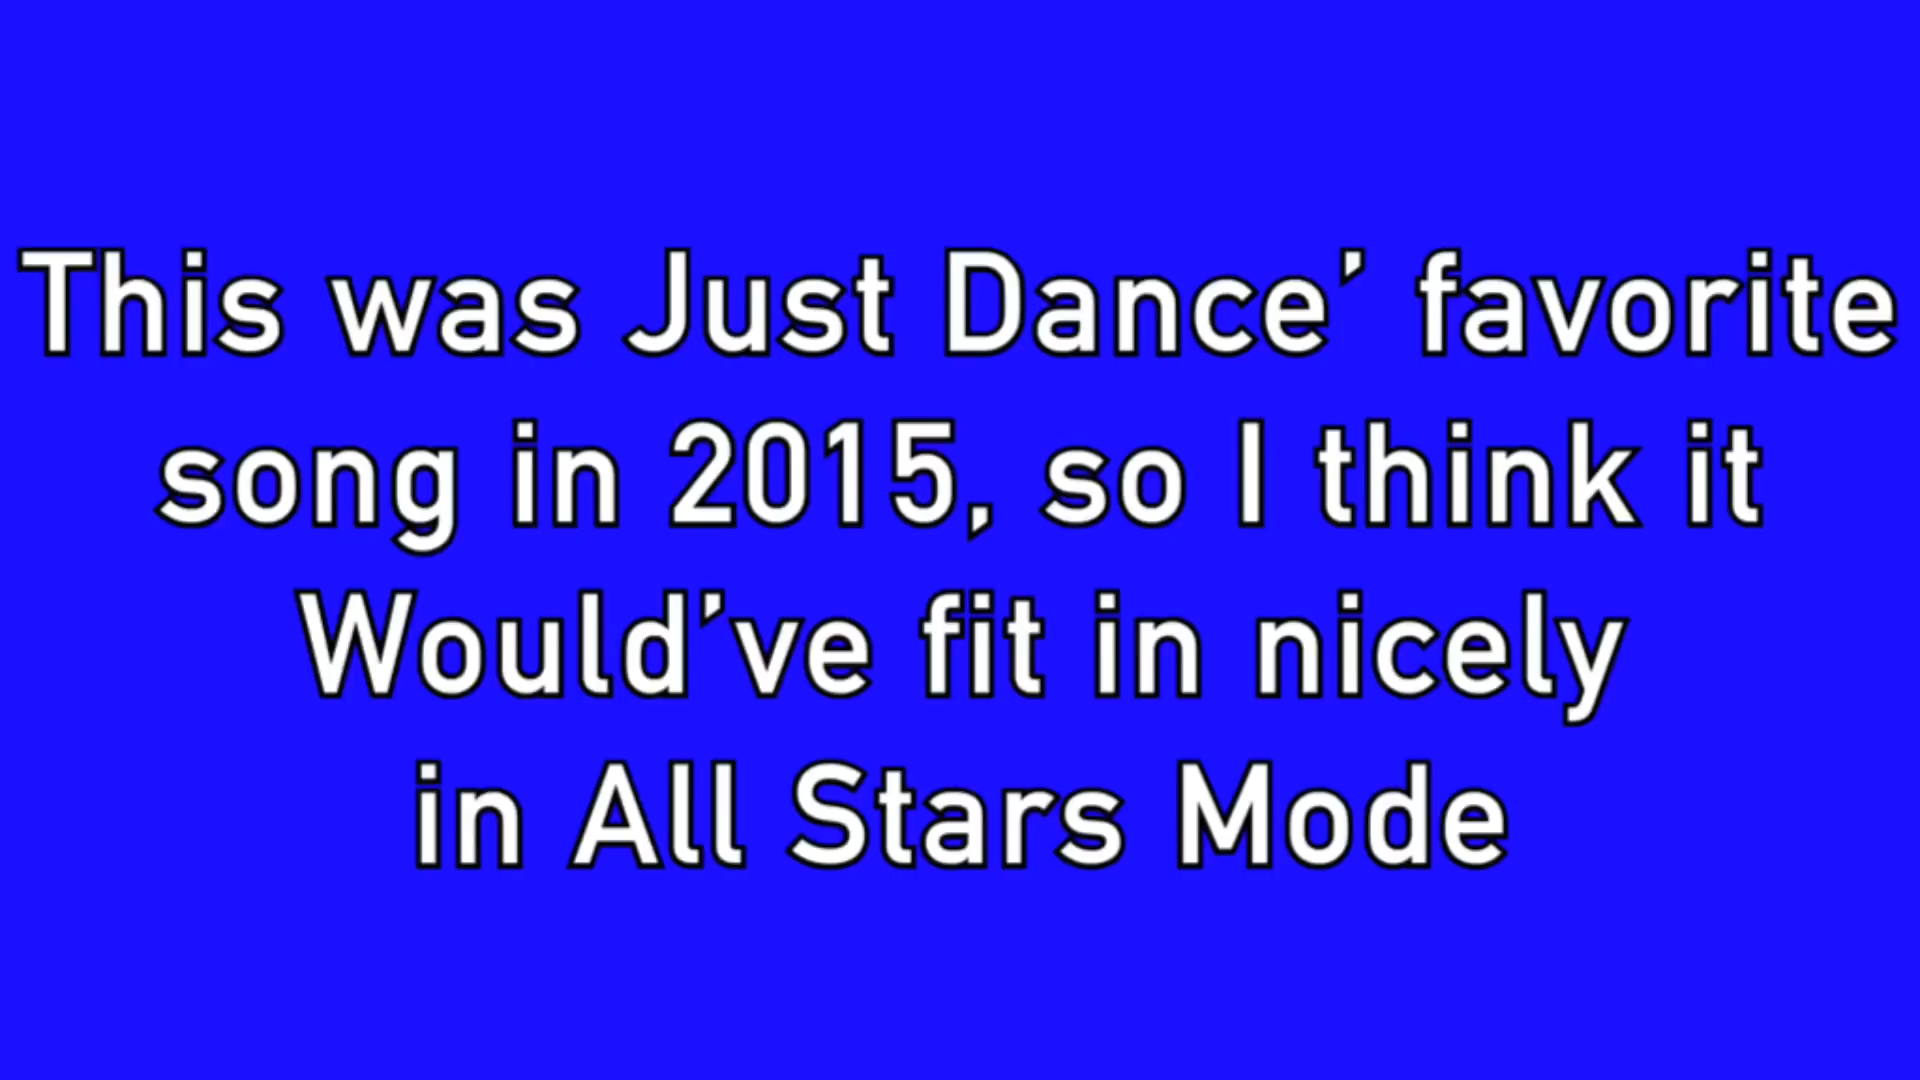 This was Just Dance’ favorite
song in 2015, so I think it
Would’ve fit in nicely
in All Stars Mode